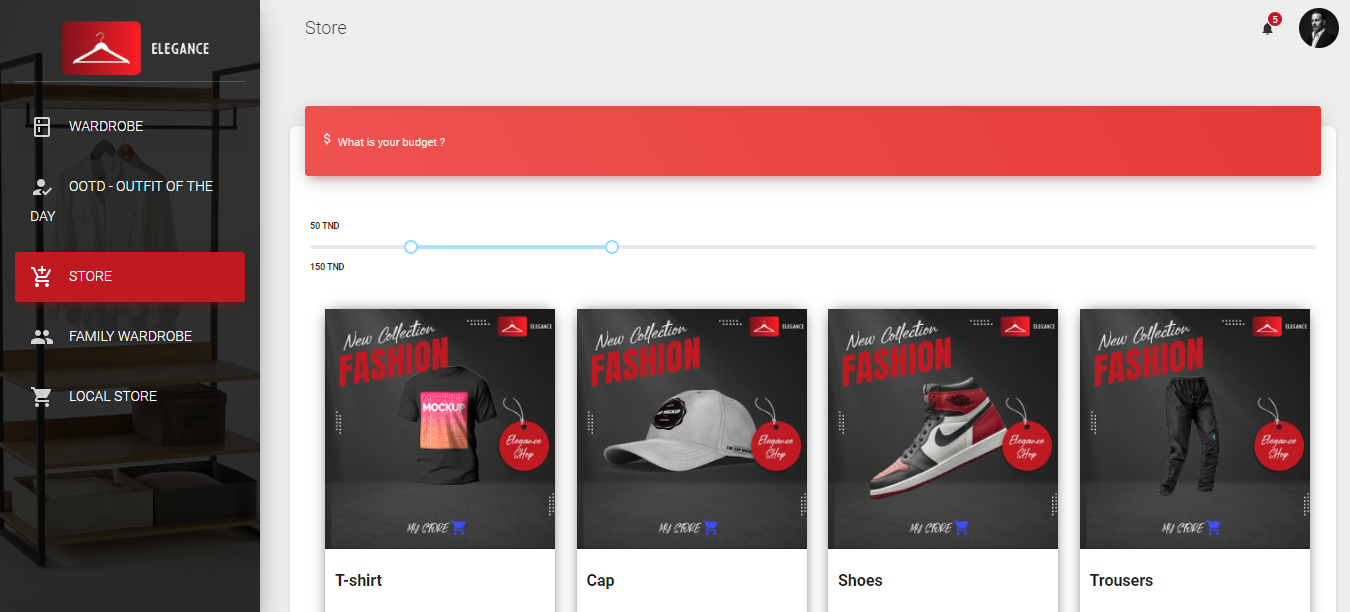 ELEGANCE
WARDROBE
OOTD - OUTFIT OF THE
DAY
STORE
FAMILY WARDROBE
LOCAL STORE
Store
5
$ What is your budget ?
50 TND
150 TND
New Collection
FASHION
ELEGANCE
MOCKUP
MOCKUP
Elegance
Shop
MY STORE
T-shirt
New Collection
FASHION
ELEGANCE
CAP MOCKUP
Elegance
Shop
MY STORE
Cap
New Collection
FASHION
ELEGANCE
Elegance
Shop
MY STORE
Shoes
New Collection
FASHION
ELEGANCE
Elegance
Shop
MY STORE
Trousers